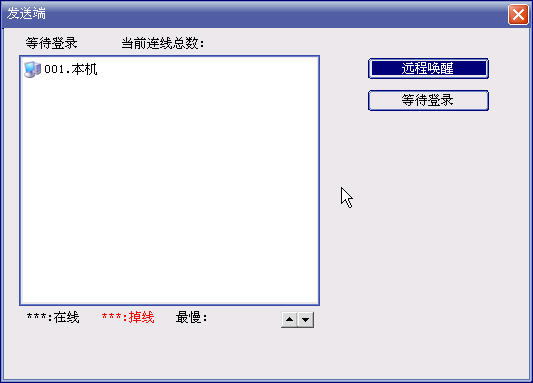 发送端
等待登录 当前连线总数:
001.本机
远程唤醒
等待登录
***:在线 ***:掉线 最慢: